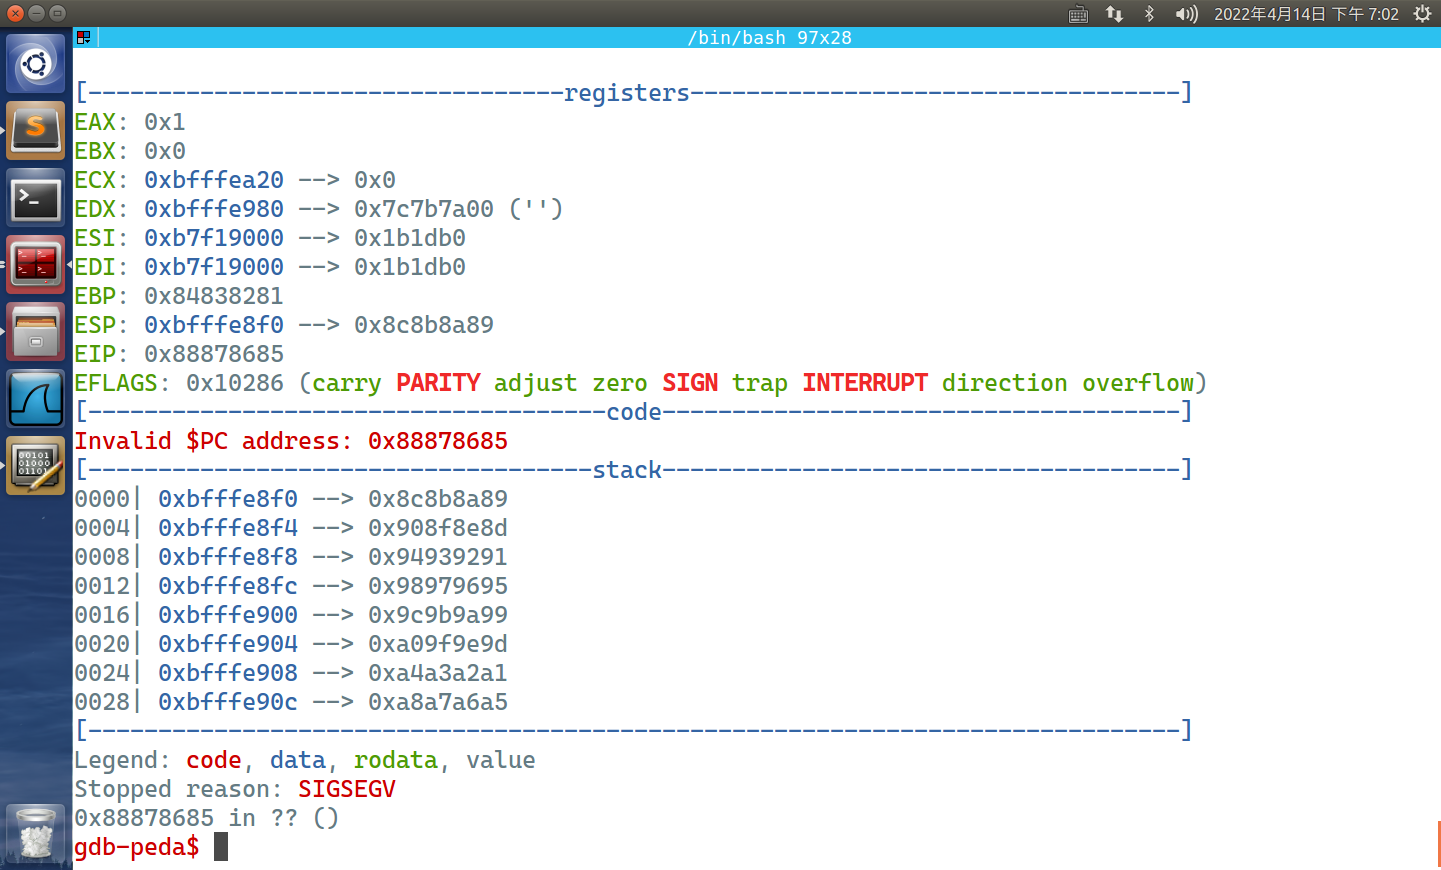 2022年4月14日 下午 7:02
/bin/bash 97x28
[----------------------------------registers-----------------------------------]
EAX: 0x1
EBX: 0x0
ECX: 0xbfffea20 --> 0x0
EDX: 0xbfffe980 --> 0x7c7b7a00 ('')
ESI: 0xb7f19000 --> 0x1b1db0
EDI: 0xb7f19000 --> 0x1b1db0
EBP: 0x84838281
ESP: 0xbfffe8f0 --> 0x8c8b8a89
EIP: 0x88878685
EFLAGS: 0x10286 (carry PARITY adjust zero SIGN trap INTERRUPT direction overflow)
[-------------------------------------code-------------------------------------]
Invalid $PC address: 0x88878685
[------------------------------------stack-------------------------------------]
0000| 0xbfffe8f0 --> 0x8c8b8a89
0004| 0xbfffe8f4 --> 0x908f8e8d
0008| 0xbfffe8f8 --> 0x94939291
0012| 0xbfffe8fc --> 0x98979695
0016| 0xbfffe900 --> 0x9c9b9a99
0020| 0xbfffe904 --> 0xa09f9e9d
0024| 0xbfffe908 --> 0xa4a3a2a1
0028| 0xbfffe90c --> 0xa8a7a6a5
[------------------------------------------------------------------------------]
Legend: code, data, rodata, value
Stopped reason: SIGSEGV
0x88878685 in ?? ()
gdb-peda$